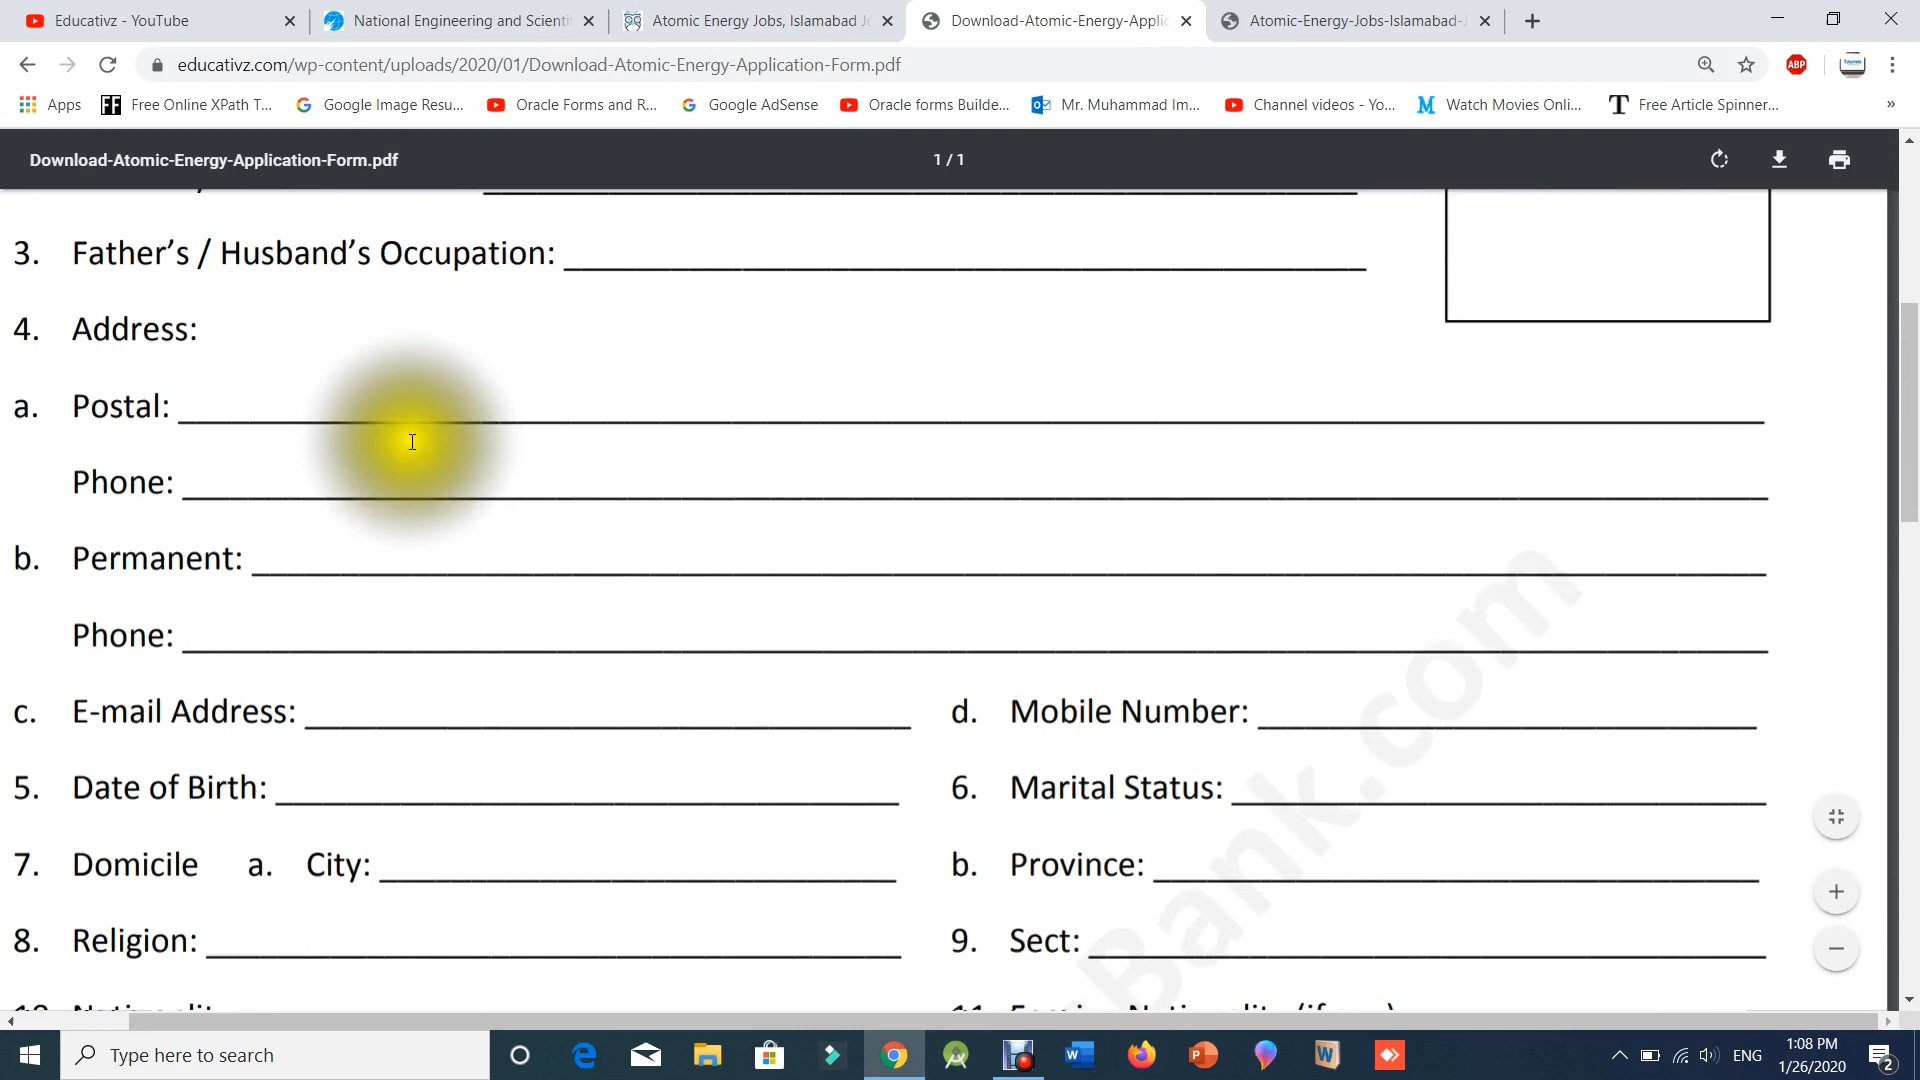 Educativz - YouTube
National Engineering and Scienti
Atomic Energy Jobs, Islamabad Jo
Download-Atomic-Energy-Applic
Atomic-Energy-Jobs-Islamabad-J
educativz.com/wp-content/uploads/2020/01/Download-Atomic-Energy-Application-Form.pdf
ABP
Apps
Free Online XPath T...
Google Image Resu...
Oracle Forms and R...
Google AdSense
Oracle forms Builde...
Mr. Muhammad Im...
Channel videos - Yo...
Watch Movies Onli...
Free Article Spinner...
»
Download-Atomic-Energy-Application-Form.pdf
1 / 1
3. Father's / Husband's Occupation:
4. Address:
a. Postal:
Phone:
b. Permanent:
Phone:
c. E-mail Address:
d. Mobile Number:
5. Date of Birth:
6. Marital Status:
7. Domicile a. City:
b. Province:
8. Religion:
9. Sect:
Bank.com
Type here to search
ENG
1:08 PM
1/26/2020
2